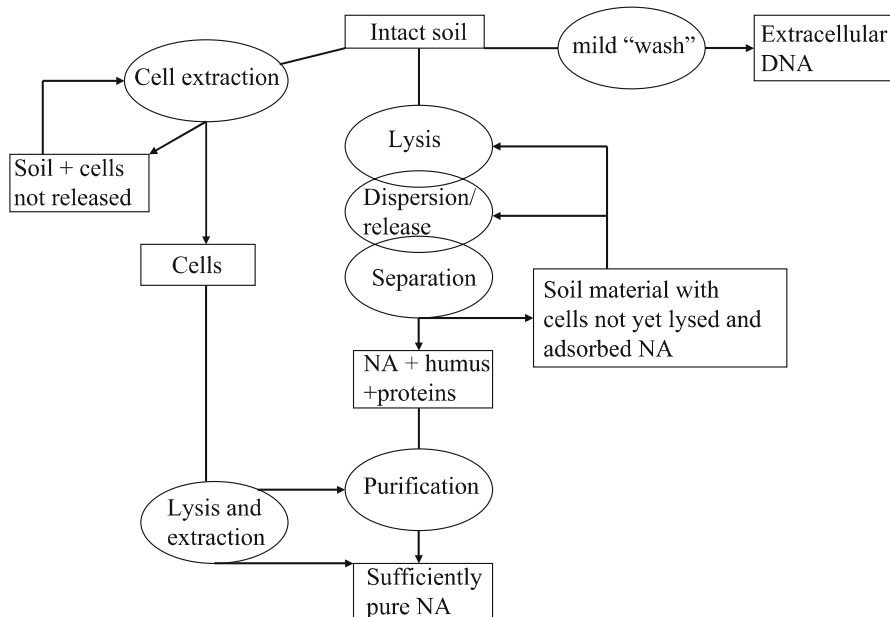 Intact soil
mild “wash”
Extracellular
DNA
Cell extraction
Lysis
Soil + cells
not released
Dispersion/
release
Cells
Separation
Soil material with
cells not yet lysed and
adsorbed NA
NA + humus
+proteins
Purification
Lysis and
extraction
Sufficiently
pure NA